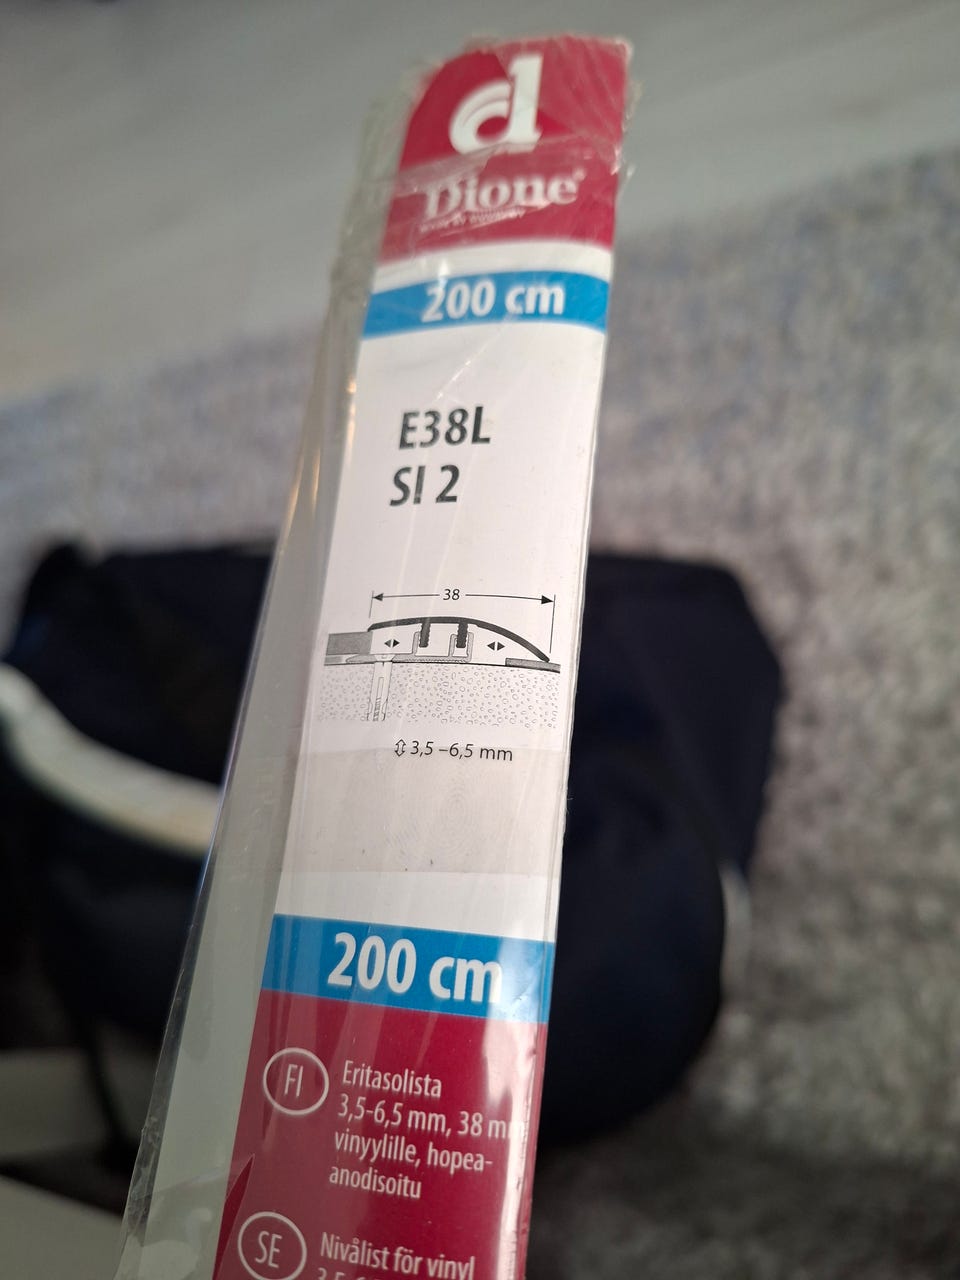 d
Dione®
200 cm
E38L
SI 2
38
3,5 – 6,5 mm
200 cm
FI
Eritasolista
3,5-6,5 mm, 38 m
vinyylille, hopea-
anodisoitu
SE
Nivålist för vinyl